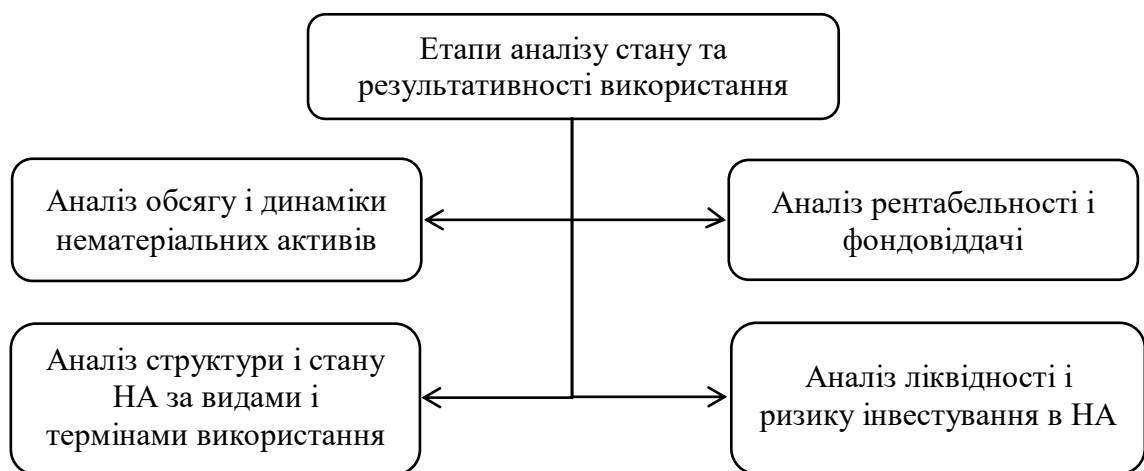 Етапи аналізу стану та
результативності використання
Аналіз обсягу і динаміки
нематеріальних активів
Аналіз рентабельності і
фондовіддачі
Аналіз структури і стану
НА за видами і
термінами використання
Аналіз ліквідності і
ризику інвестування в НА